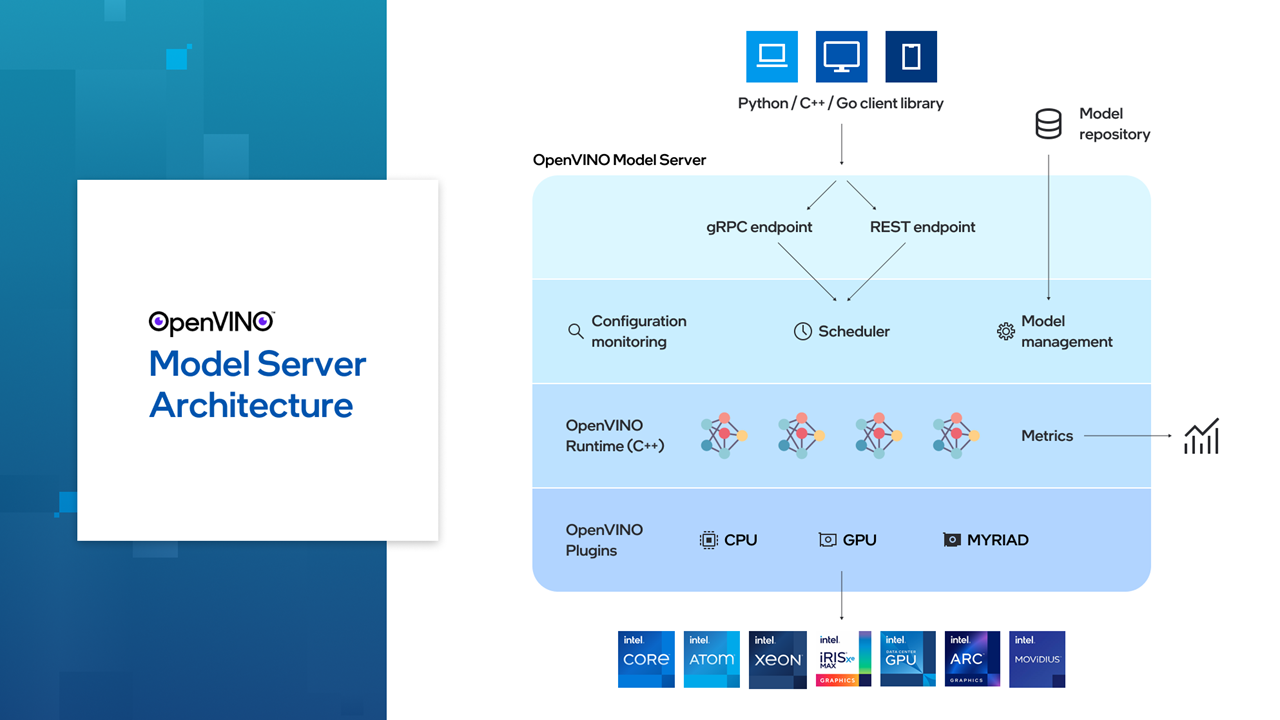 OpenVINO™
Model Server
Architecture
Python / C++ / Go client library
Model
repository
OpenVINO Model Server
gRPC endpoint
REST endpoint
Configuration
monitoring
Scheduler
Model
management
OpenVINO
Runtime (C++)
Metrics
OpenVINO
Plugins
CPU
GPU
MYRIAD
intel.
CORE
intel.
ATOM
intel.
XEON
intel.
iRIS Xe
MAX
GRAPHICS
intel.
DATA CENTER
GPU
intel.
ARC
GRAPHICS
intel.
MOVIDIUS